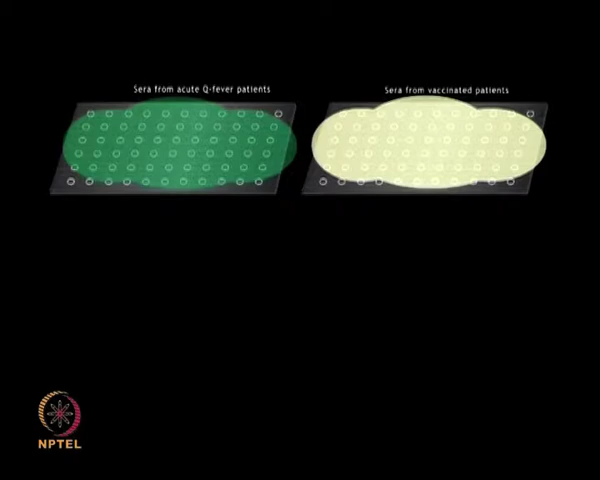 Sera from acute Q-fever patients
Sera from vaccinated patients
NPTEL